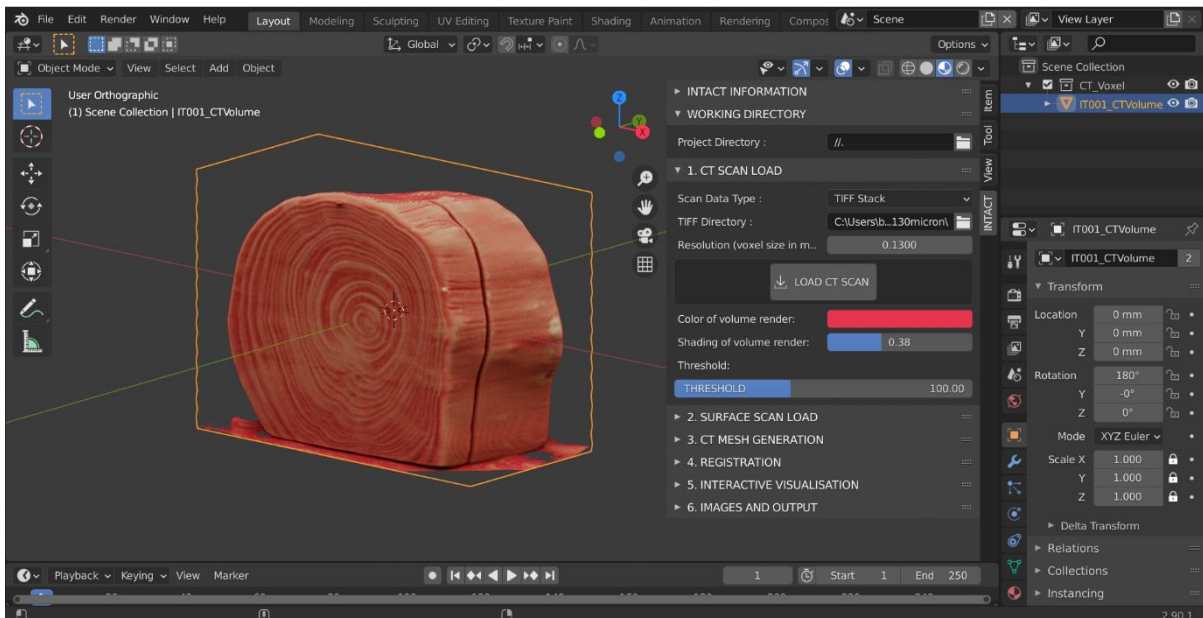 File Edit Render Window Help Layout Modeling Sculpting UV Editing Texture Paint Shading Animation Rendering Compos Scene View Layer
Global Options
Object Mode View Select Add Object
User Orthographic
(1) Scene Collection | IT001_CTVolume
Z
Y
X
INTACT INFORMATION
WORKING DIRECTORY
Project Directory : //.
1. CT SCAN LOAD
Scan Data Type : TIFF Stack
TIFF Directory : C:\Users\b...130micron\
Resolution (voxel size in m... 0.1300
LOAD CT SCAN
Color of volume render:
Shading of volume render: 0.38
Threshold:
THRESHOLD 100.00
2. SURFACE SCAN LOAD
3. CT MESH GENERATION
4. REGISTRATION
5. INTERACTIVE VISUALISATION
6. IMAGES AND OUTPUT
Item
Tool
View
INTACT
Scene Collection
CT_Voxel
IT001_CTVolume
IT001_CTVolume
IT001_CTVolume 2
Transform
Location 0 mm
Y 0 mm
Z 0 mm
Rotation 180°
Y -0°
Z 0°
Mode XYZ Euler
Scale X 1.000
Y 1.000
Z 1.000
Delta Transform
Relations
Collections
Instancing
Playback Keying View Marker 1 Start 1 End 250
2.90.1